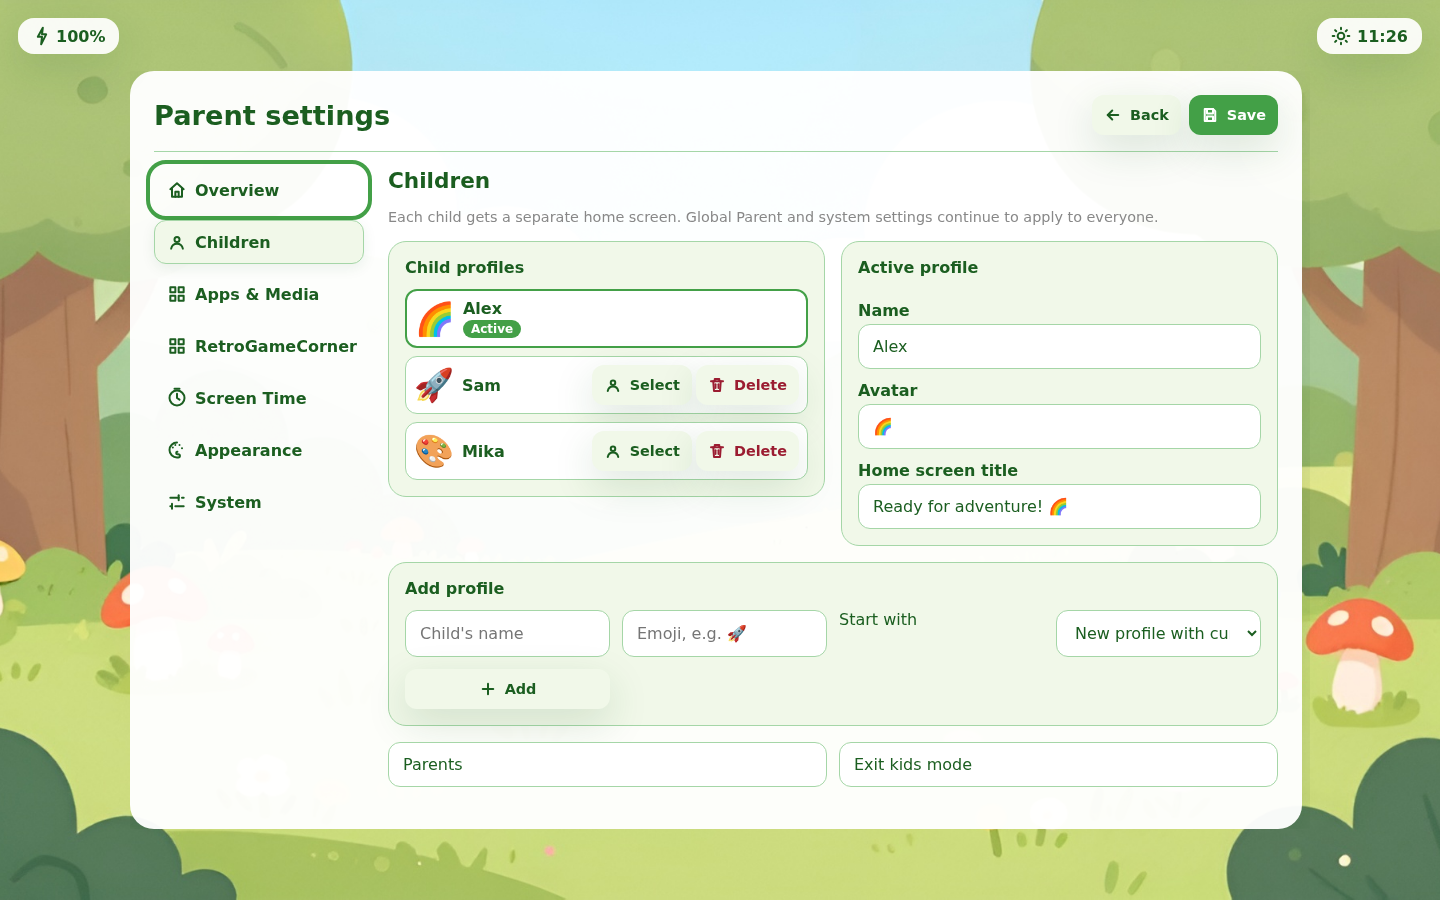 100%
11:26
Parent settings
Back
Save
Overview
Children
Apps & Media
RetroGameCorner
Screen Time
Appearance
System
Children
Each child gets a separate home screen. Global Parent and system settings continue to apply to everyone.
Child profiles
Alex
Active
Sam
Select
Delete
Mika
Select
Delete
Active profile
Name
Alex
Avatar
🌈
Home screen title
Ready for adventure! 🌈
Add profile
Child's name
Emoji, e.g. 🚀
Start with
New profile with cu
Add
Parents
Exit kids mode